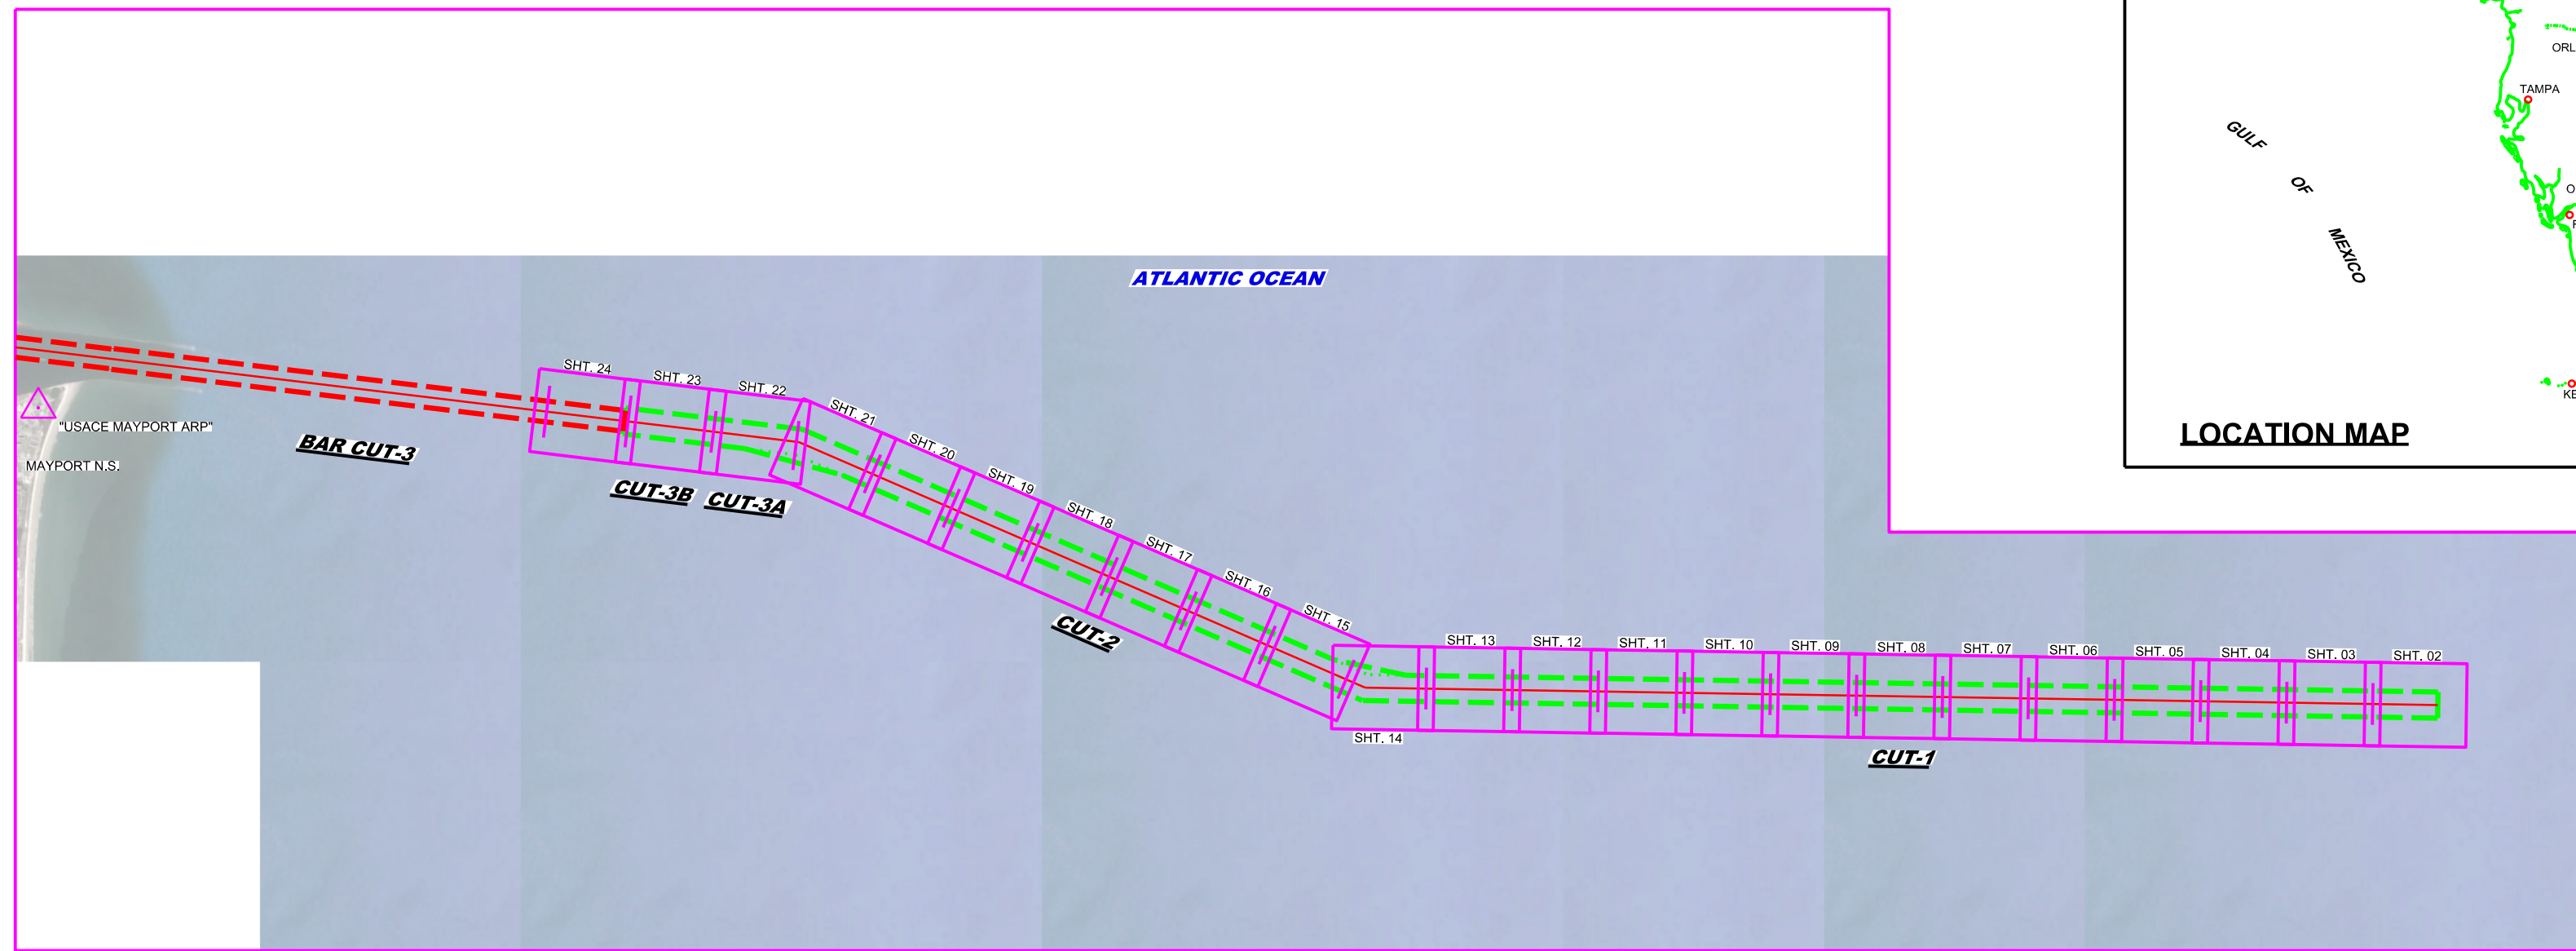 ORL
TAMPA
GULF
OF
MEXICO
O
KE
LOCATION MAP
ATLANTIC OCEAN
"USACE MAYPORT ARP"
MAYPORT N.S.
BAR CUT-3
SHT. 24
SHT. 23
SHT. 22
SHT. 21
SHT. 20
SHT. 19
SHT. 18
SHT. 17
SHT. 16
SHT. 15
CUT-3B
CUT-3A
CUT-2
SHT. 14
SHT. 13
SHT. 12
SHT. 11
SHT. 10
SHT. 09
SHT. 08
SHT. 07
SHT. 06
SHT. 05
SHT. 04
SHT. 03
SHT. 02
CUT-1